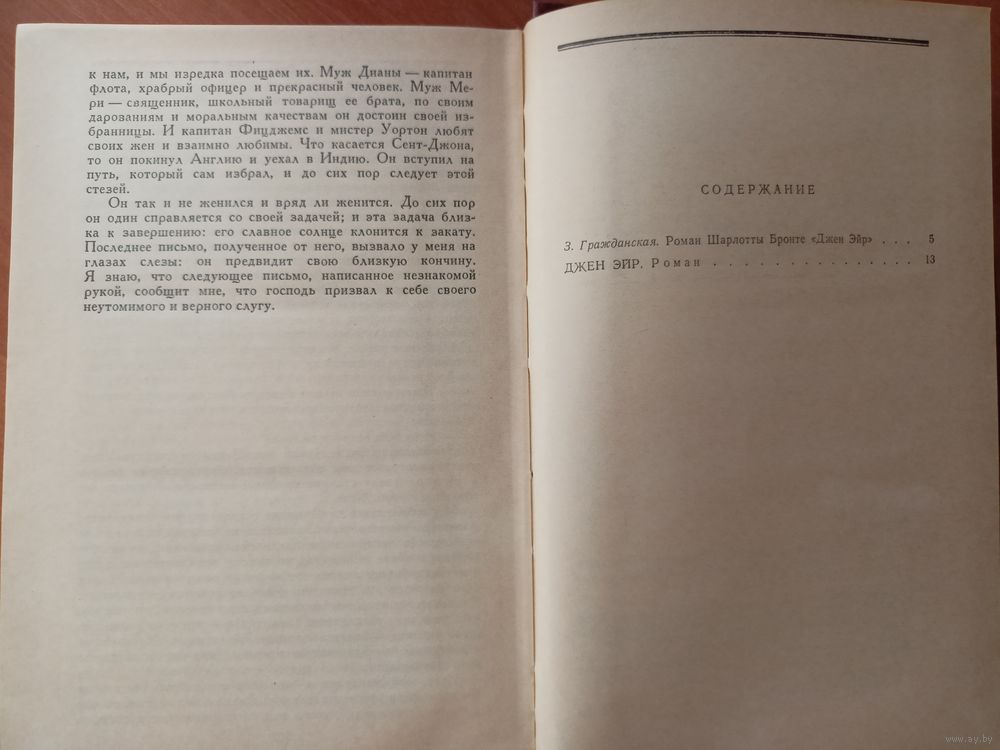 к нам, и мы изредка посещаем их. Муж Дианы — капитан
флота, храбрый офицер и прекрасный человек. Муж Ме-
ри — священник, школьный товарищ ее брата, по своим
дарованиям и моральным качествам он достоин своей из-
бранницы. И капитан Фицджемс и мистер Уортон любят
своих жен и взаимно любимы. Что касается Сент-Джона,
то он покинул Англию и уехал в Индию. Он вступил на
путь, который сам избрал, и до сих пор следует этой
стезей.
Он так и не женился и вряд ли женится. До сих пор
он один справляется со своей задачей; и эта задача близ-
ка к завершению: его славное солнце клонится к закату.
Последнее письмо, полученное от него, вызвало у меня на
глазах слезы: он предвидит свою близкую кончину.
Я знаю, что следующее письмо, написанное незнакомой
рукой, сообщит мне, что господь призвал к себе своего
неутомимого и верного слугу.
СОДЕРЖАНИЕ
З. Гражданская. Роман Шарлотты Бронте «Джен Эйр» . . . 5
ДЖЕН ЭЙР. Роман . . . . . . . . . . . . . . . . 13
www.ay.by